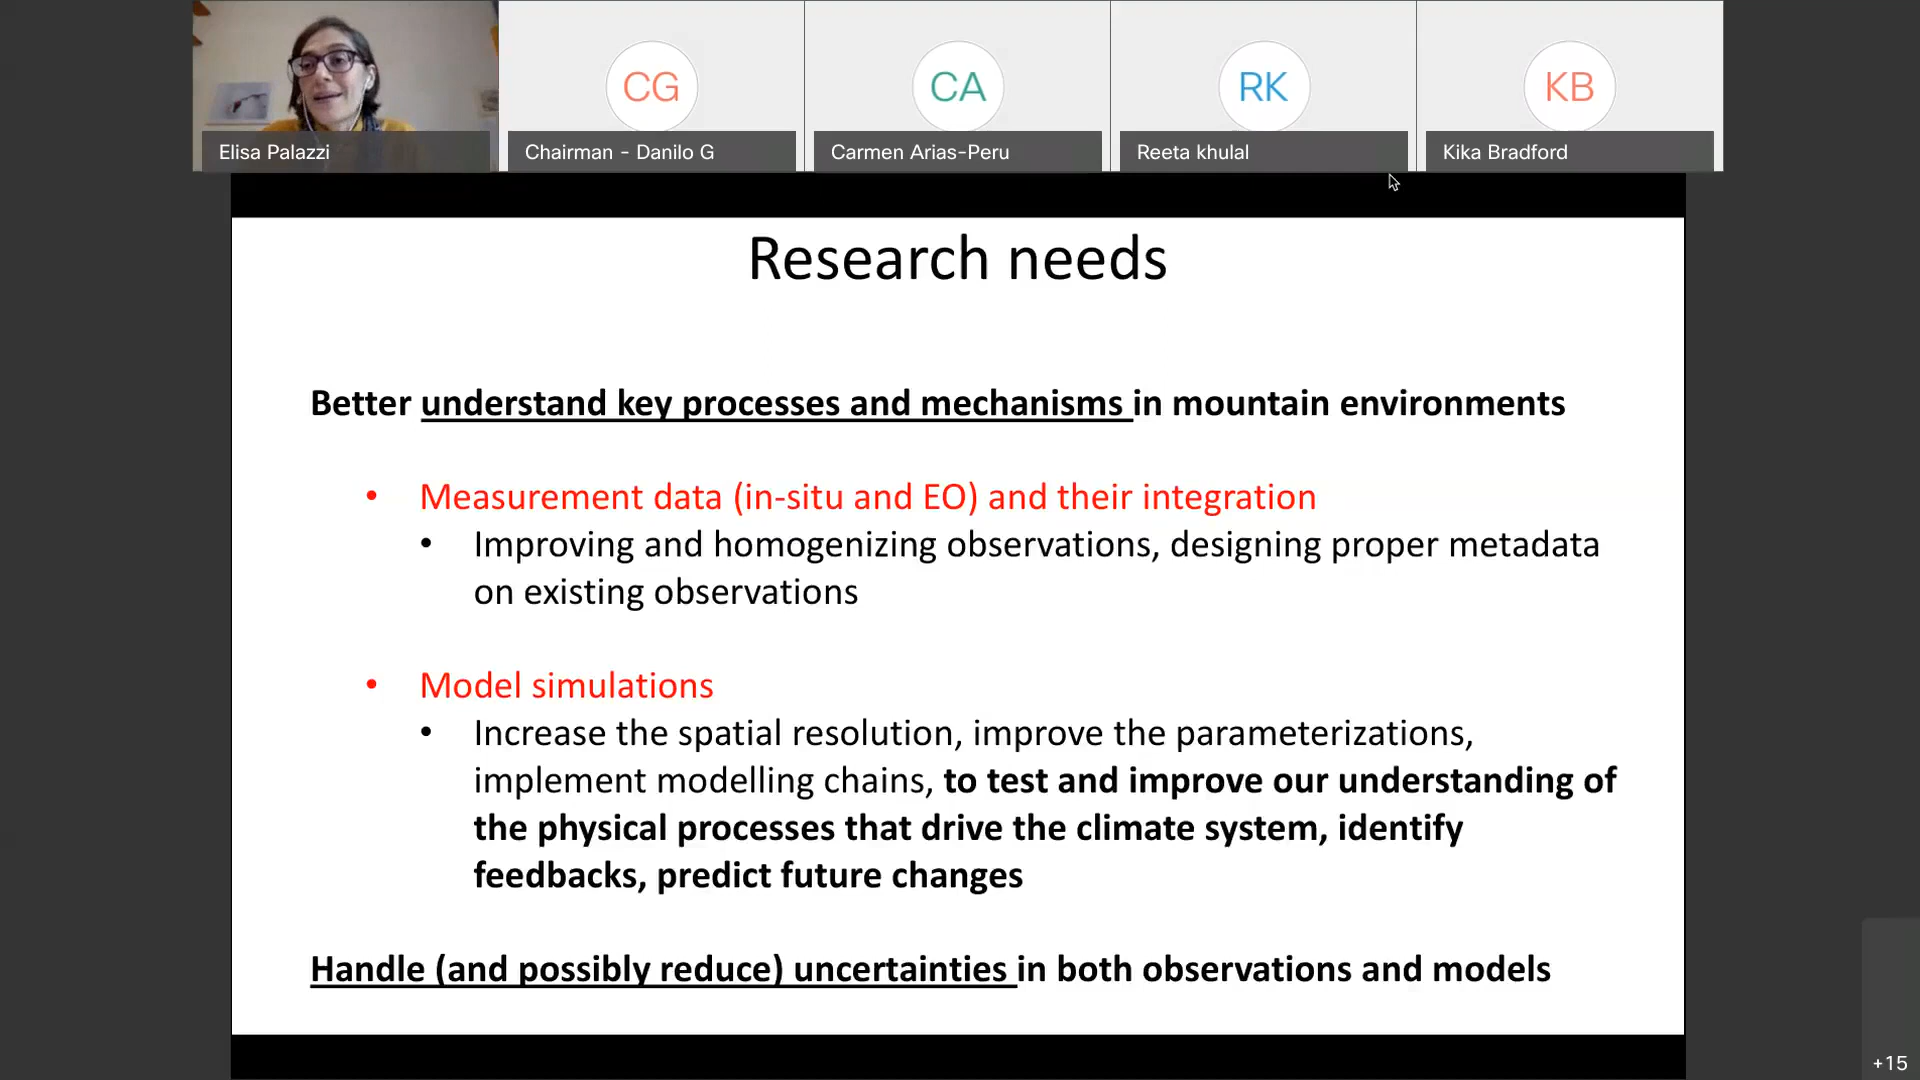 CG
CA
RK
KB
Elisa Palazzi
Chairman - Danilo G
Carmen Arias-Peru
Reeta khulal
Kika Bradford
Research needs
Better understand key processes and mechanisms in mountain environments
• Measurement data (in-situ and EO) and their integration
• Improving and homogenizing observations, designing proper metadata
on existing observations
• Model simulations
• Increase the spatial resolution, improve the parameterizations,
implement modelling chains, to test and improve our understanding of
the physical processes that drive the climate system, identify
feedbacks, predict future changes
Handle (and possibly reduce) uncertainties in both observations and models
+15